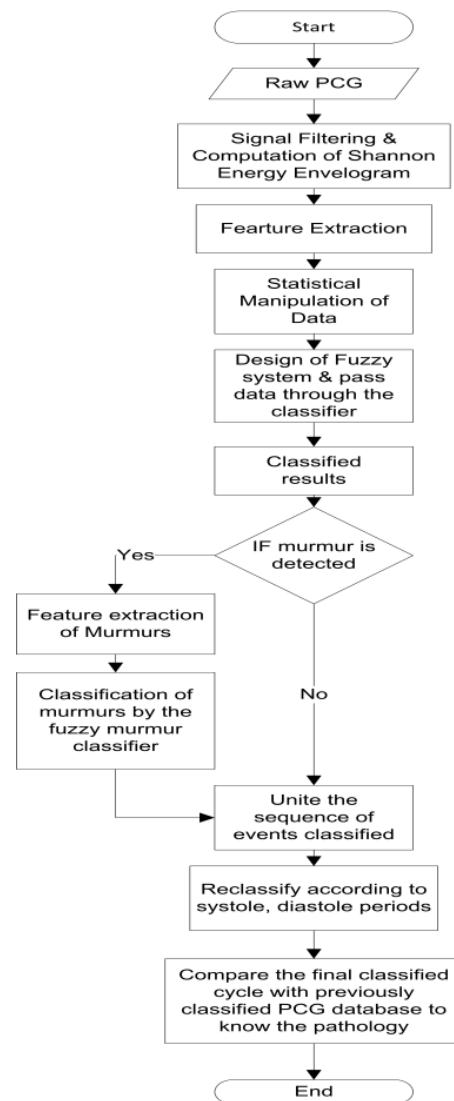 Start
Raw PCG
Signal Filtering &
Computation of Shannon
Energy Envelogram
Fearture Extraction
Statistical
Manipulation of
Data
Design of Fuzzy
system & pass
data through the
classifier
Classified
results
IF murmur is
detected
Yes
Feature extraction
of Murmurs
Classification of
murmurs by the
fuzzy murmur
classifier
No
Unite the
sequence of
events classified
Reclassify according to
systole, diastole periods
Compare the final classified
cycle with previously
classified PCG database to
know the pathology
End